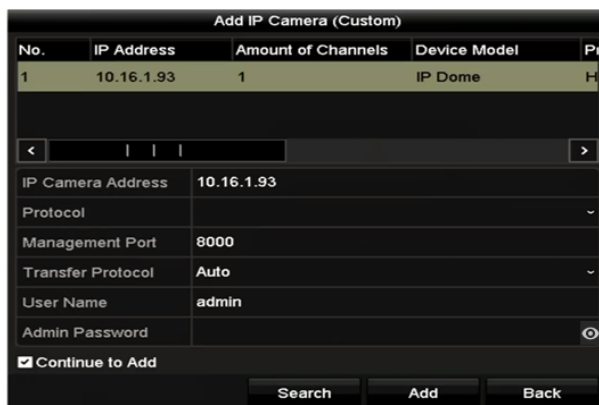 Add IP Camera (Custom)
No. IP Address Amount of Channels Device Model
1 10.16.1.93 1 IP Dome H
IP Camera Address 10.16.1.93
Protocol
Management Port 8000
Transfer Protocol Auto
User Name admin
Admin Password
Continue to Add
Search Add Back